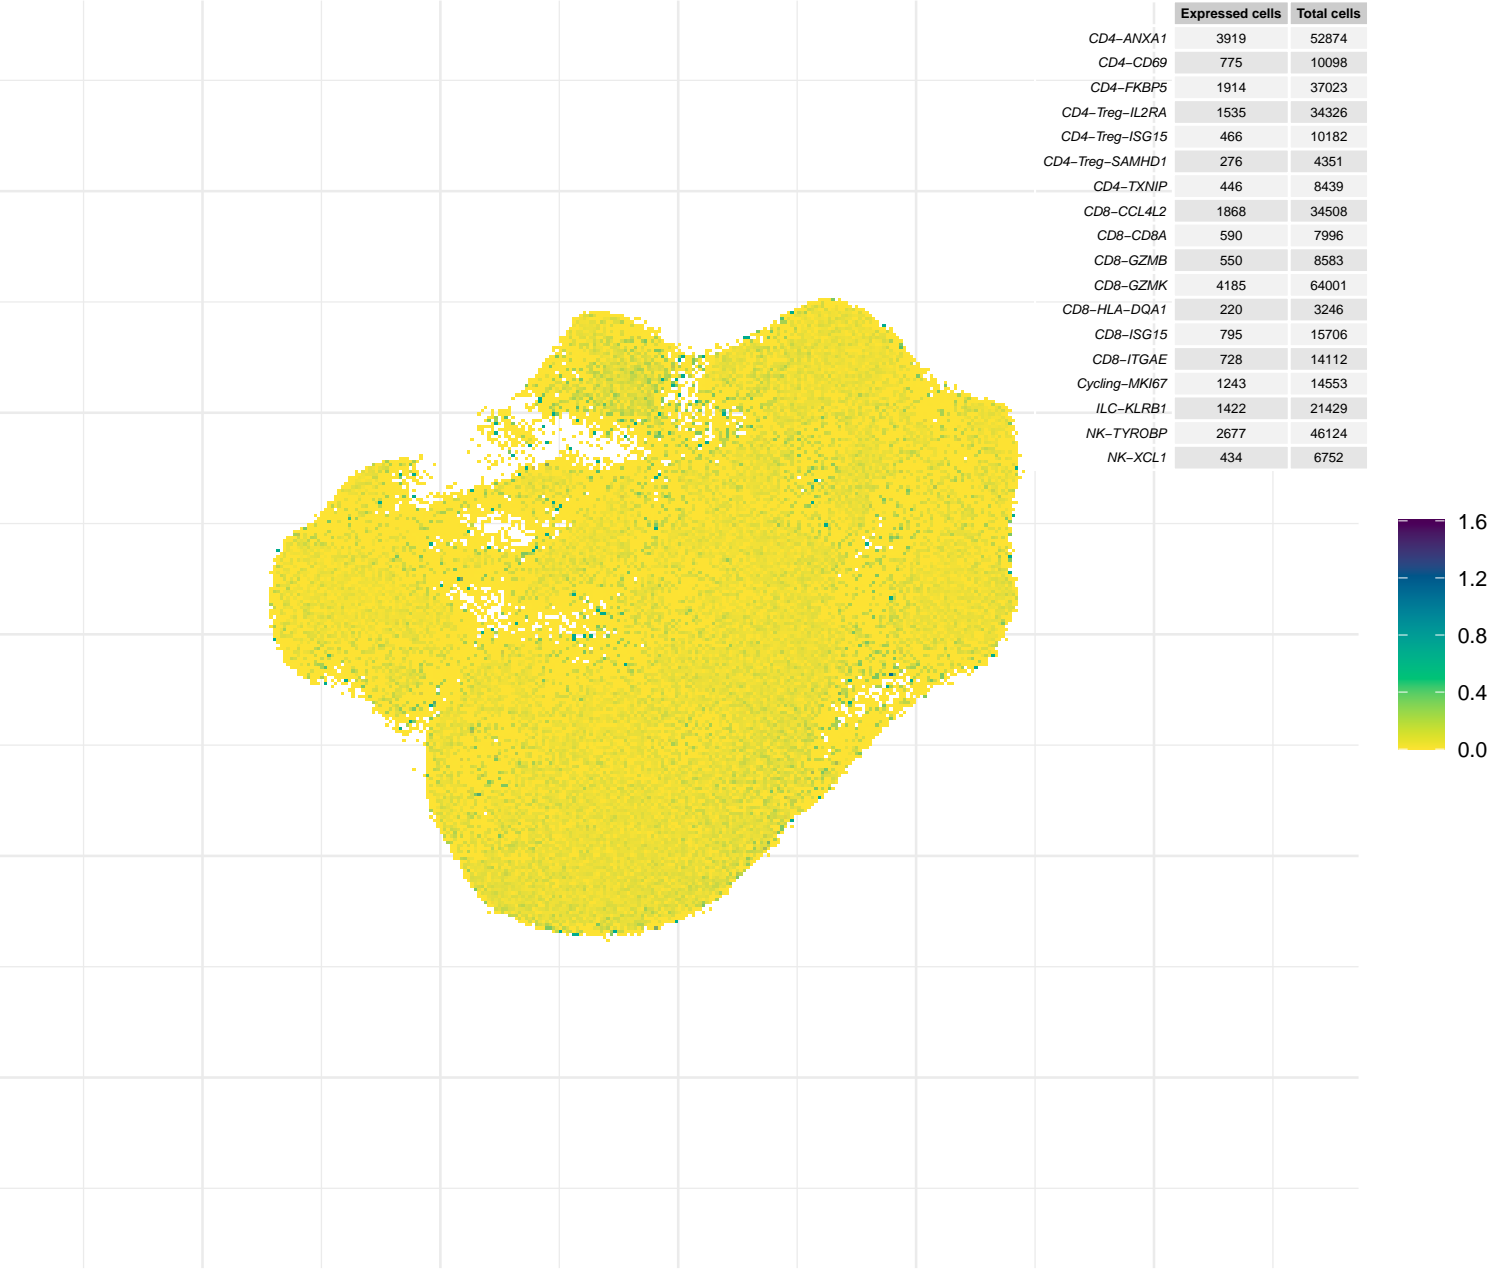 Expressed cells Total cells
CD4−ANXA1 3919 52874
CD4−CD69 775 10098
CD4−FKBP5 1914 37023
CD4−Treg−IL2RA 1535 34326
CD4−Treg−ISG15 466 10182
CD4−Treg−SAMHD1 276 4351
CD4−TXNIP 446 8439
CD8−CCL4L2 1868 34508
CD8−CD8A 590 7996
CD8−GZMB 550 8583
CD8−GZMK 4185 64001
CD8−HLA−DQA1 220 3246
CD8−ISG15 795 15706
CD8−ITGAE 728 14112
Cycling−MKI67 1243 14553
ILC−KLRB1 1422 21429
NK−TYROBP 2677 46124
NK−XCL1 434 6752
1.6
1.2
0.8
0.4
0.0